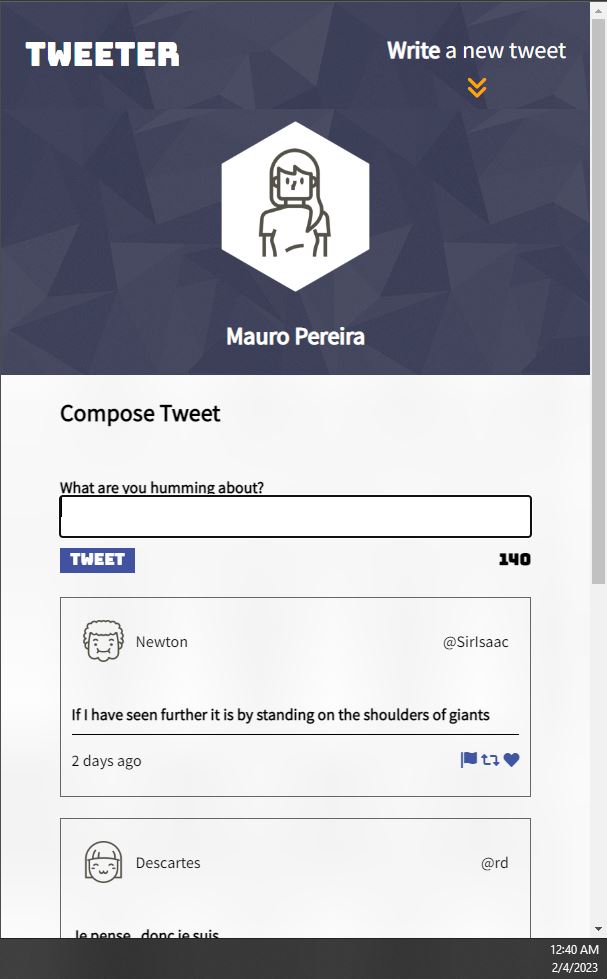 TWEETER
Write a new tweet
Mauro Pereira
Compose Tweet
What are you humming about?
TWEET 140
Newton @SirIsaac
If I have seen further it is by standing on the shoulders of giants
2 days ago
Descartes @rd
Je pense , donc je suis
12:40 AM
2/4/2023